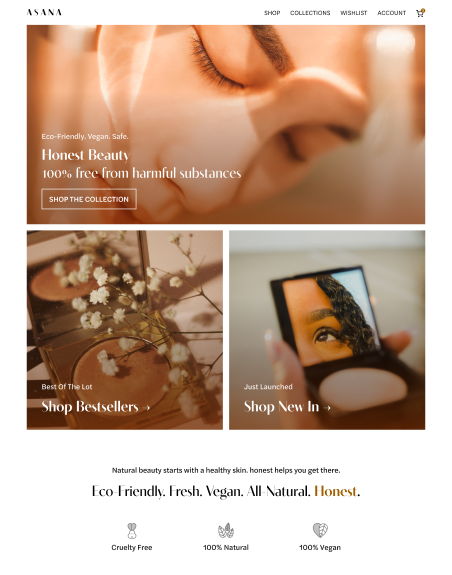 ASANA
SHOP COLLECTIONS WISHLIST ACCOUNT
Eco-Friendly. Vegan. Safe.
Honest Beauty
100% free from harmful substances
SHOP THE COLLECTION
Best Of The Lot
Shop Bestsellers →
Just Launched
Shop New In →
Natural beauty starts with a healthy skin. honest helps you get there.
Eco-Friendly. Fresh. Vegan. All-Natural. Honest.
Cruelty Free
100% Natural
100% Vegan